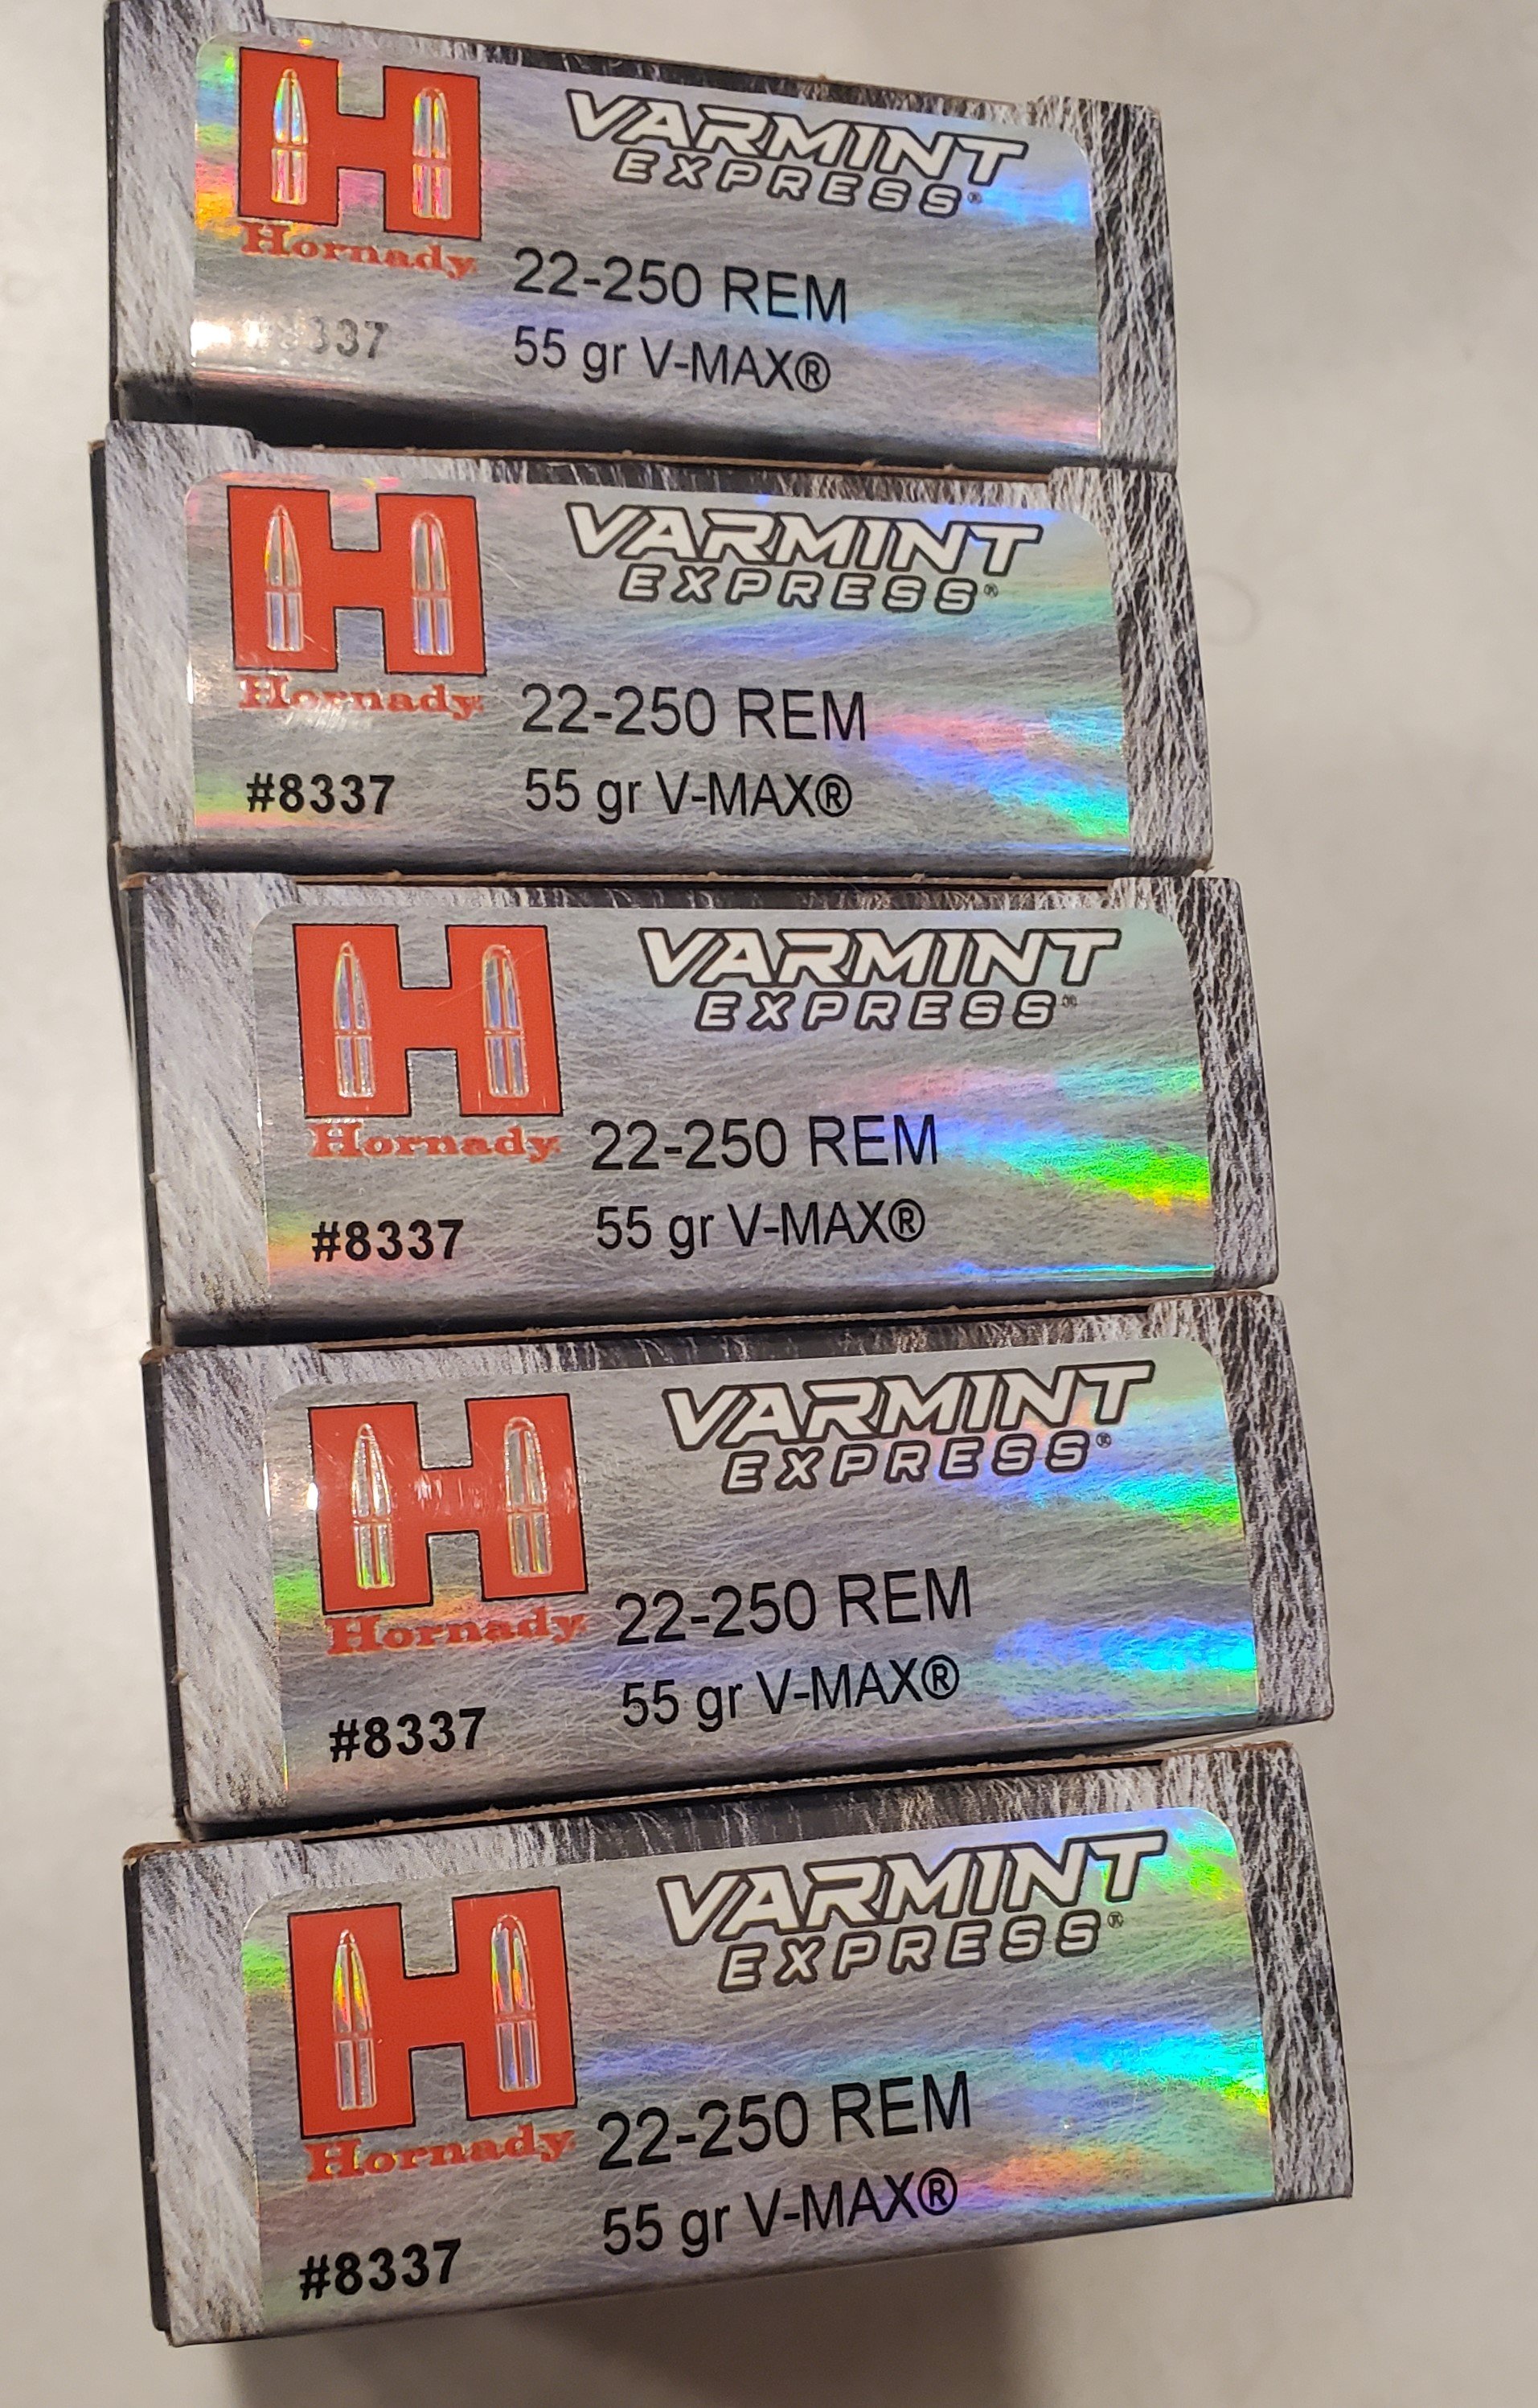 VARMINT
EXPRESS®
Hornady
22-250 REM
#8337
55 gr V-MAX®
VARMINT
EXPRESS®
Hornady
22-250 REM
#8337
55 gr V-MAX®
VARMINT
EXPRESS®
Hornady
22-250 REM
#8337
55 gr V-MAX®
VARMINT
EXPRESS®
Hornady
22-250 REM
#8337
55 gr V-MAX®
VARMINT
EXPRESS®
Hornady
22-250 REM
#8337
55 gr V-MAX®